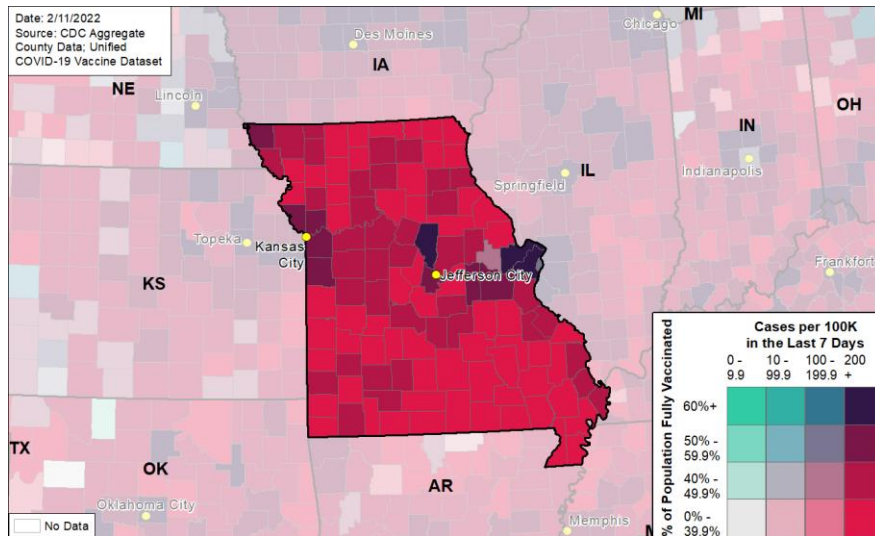 Date: 2/11/2022
Source: CDC Aggregate
County Data; Unified
COVID-19 Vaccine Dataset
Chicago
MI
Des Moines
IA
NE
Lincoln
OH
IN
Indianapolis
IL
Springfield
Topeka
Kansas
City
Jefferson City
Frankfort
KS
Cases per 100K
in the Last 7 Days
0 -
9.9
10 -
99.9
100 -
199.9
200
+
% of Population Fully Vaccinated
60%+
50% -
59.9%
40% -
49.9%
0% -
39.9%
TX
OK
AR
Oklahoma City
Memphis
No Data